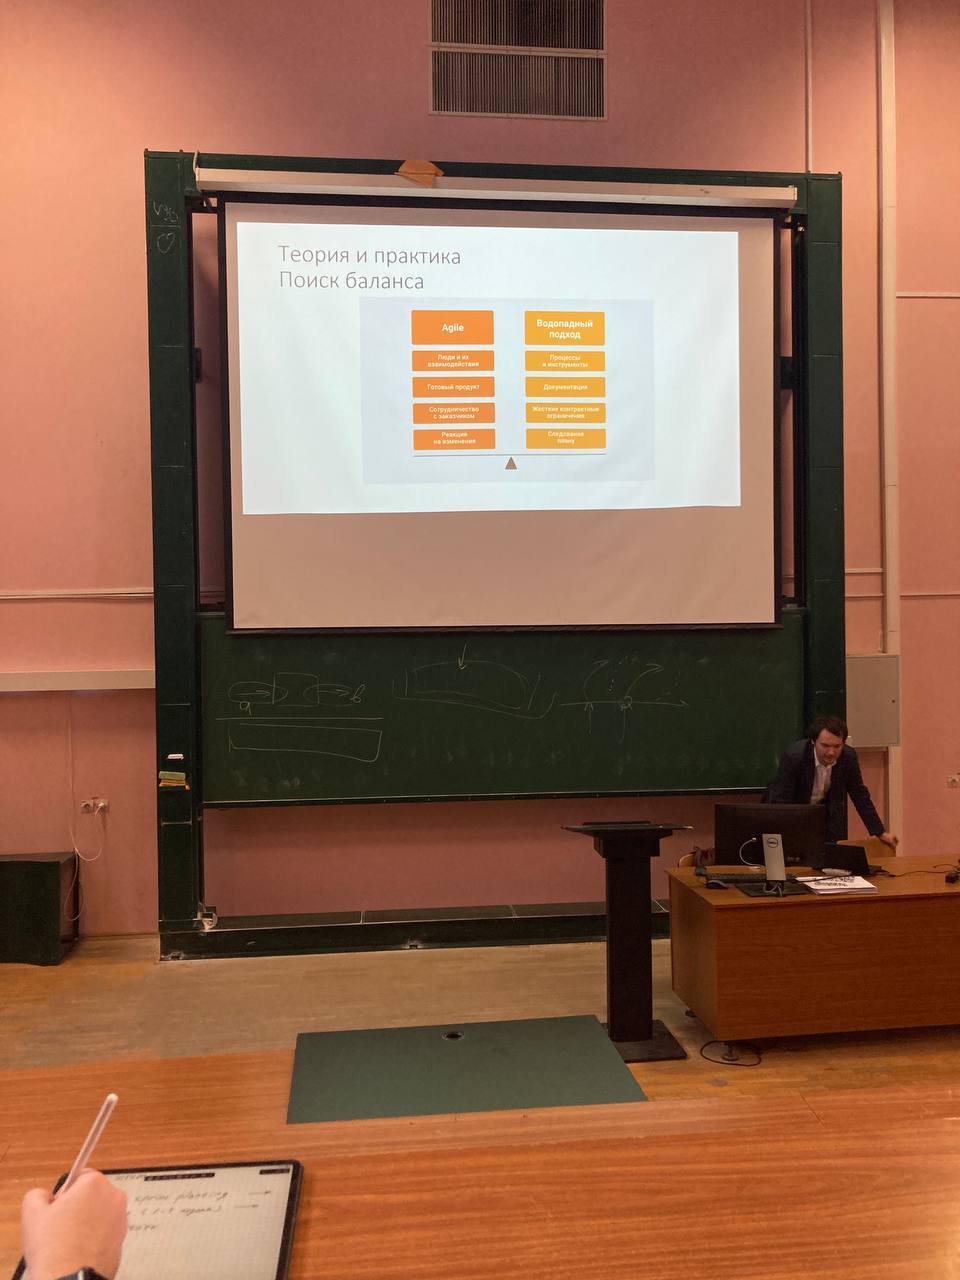 Теория и практика
Поиск баланса
Agile
Водопадный
подход
Люди и их
взаимодействия
Процессы
и инструменты
Готовый продукт
Документация
Сотрудничество
с заказчиком
Жесткие контрактные
ограничения
Реакция
на изменения
Следование
плану
a
b
DELL